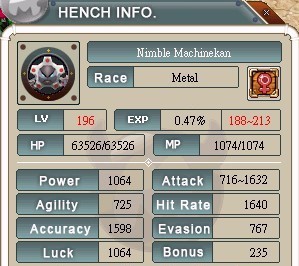 HENCH INFO.
Nimble Machinekan
Race Metal
LV 196 EXP 0.47% 188~213
HP 63526/63526 MP 1074/1074
Power 1064 Attack 716~1632
Agility 725 Hit Rate 1640
Accuracy 1598 Evasion 767
Luck 1064 Bonus 235